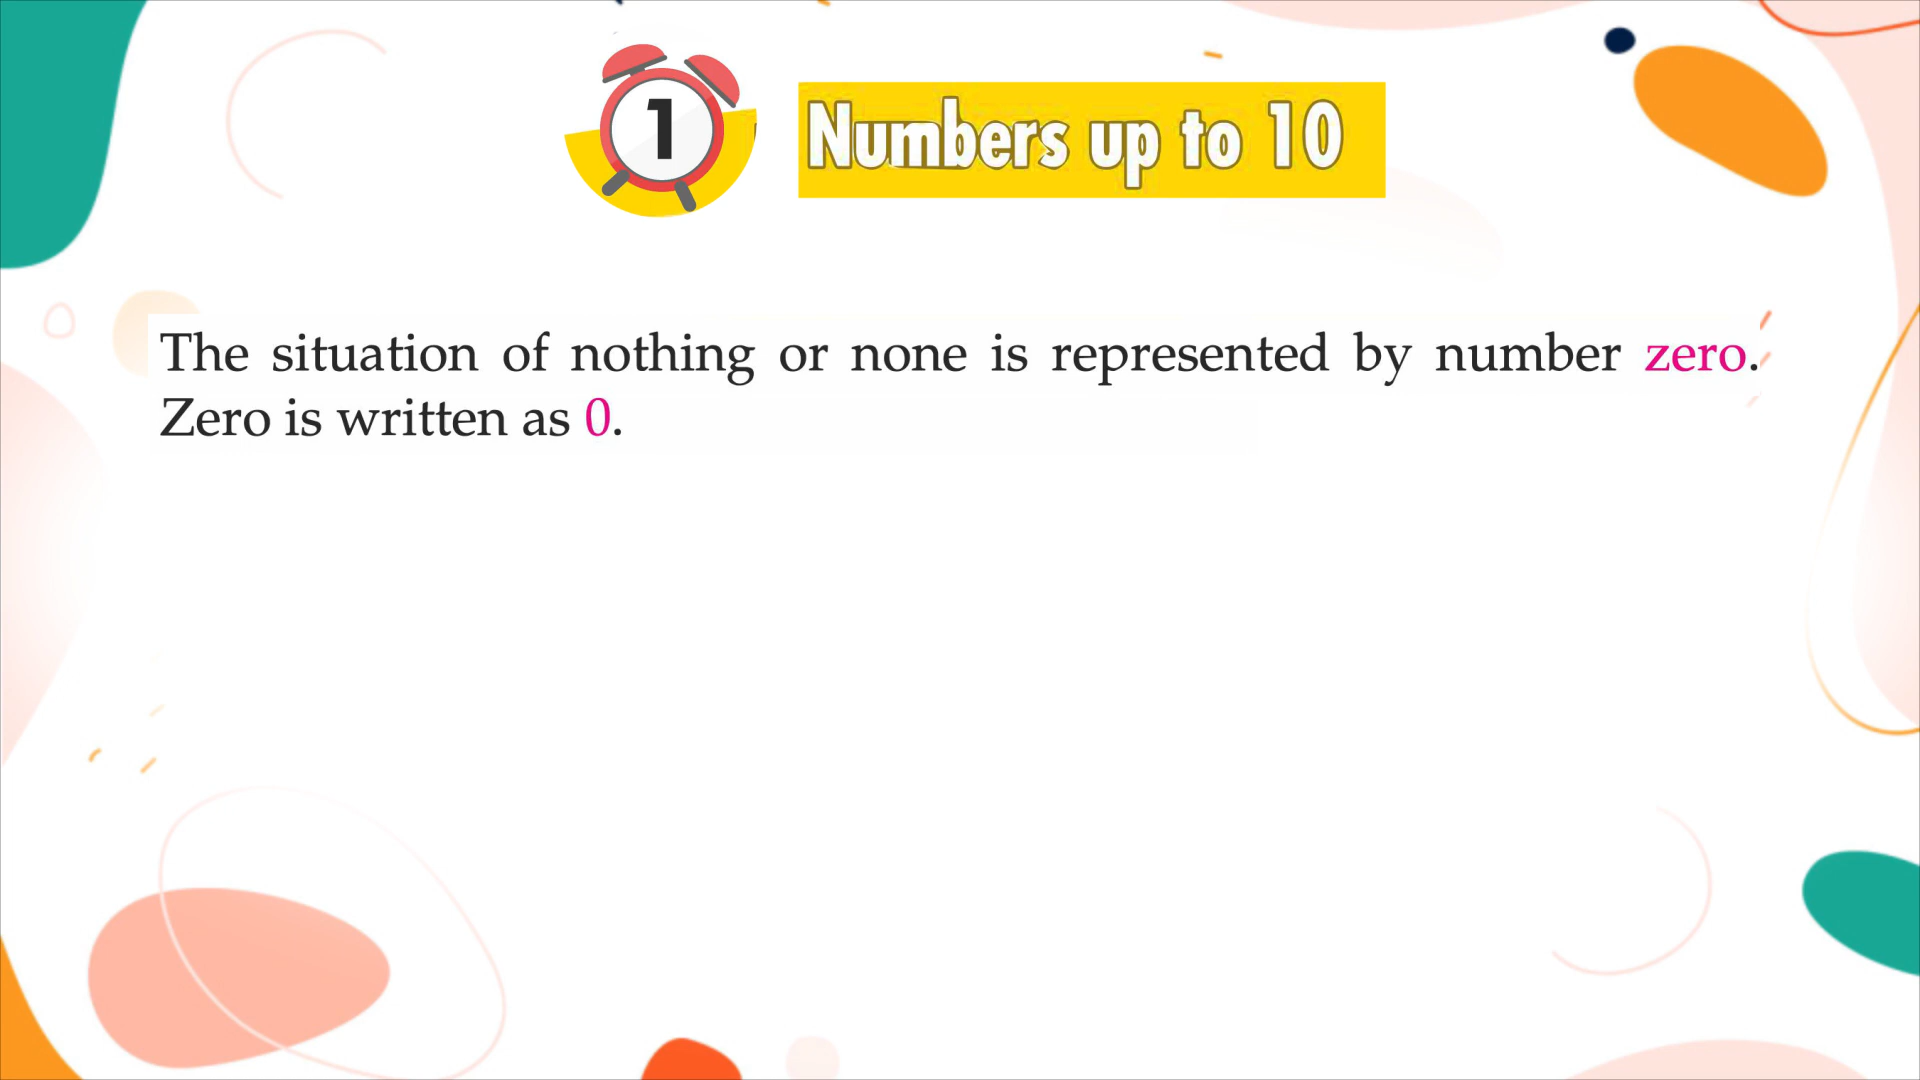 1
Numbers up to 10
The situation of nothing or none is represented by number zero.
Zero is written as 0.